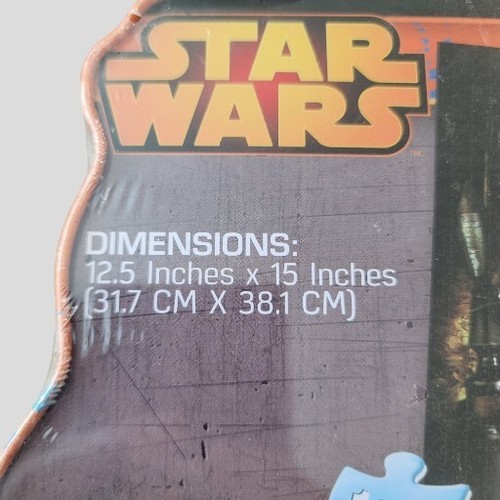 STAR
WARS
DIMENSIONS:
12.5 Inches x 15 Inches
(31.7 CM X 38.1 CM)